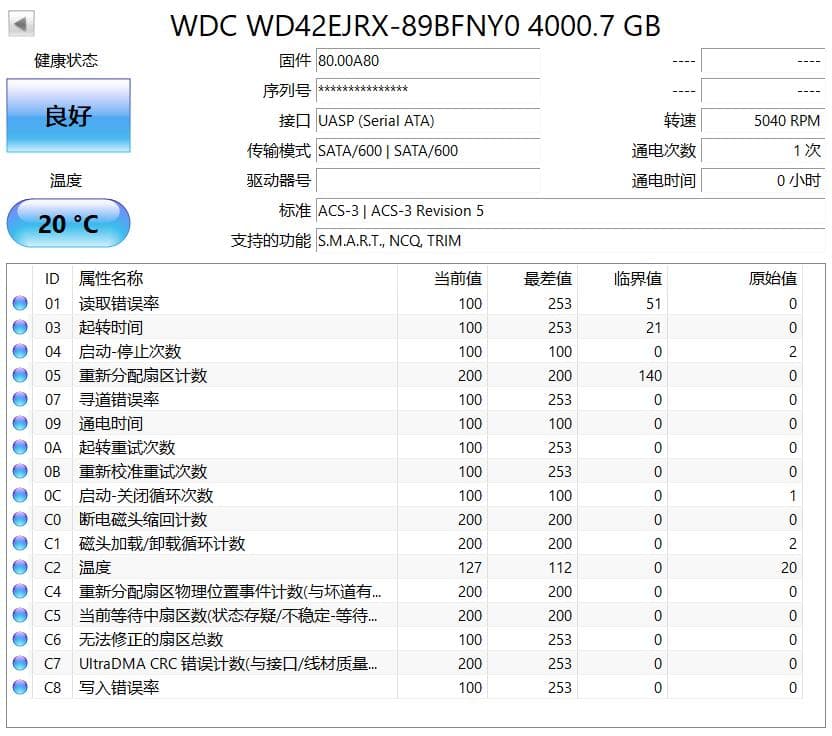 WDC WD42EJRX-89BFNY0 4000.7 GB
健康状态
良好
温度
20 °C
固件 80.00A80 ---- ----
序列号 *************** ---- ----
接口 UASP (Serial ATA) 转速 5040 RPM
传输模式 SATA/600 | SATA/600 通电次数 1 次
驱动器号 通电时间 0 小时
标准 ACS-3 | ACS-3 Revision 5
支持的功能 S.M.A.R.T., NCQ, TRIM
ID 属性名称 当前值 最差值 临界值 原始值
01 读取错误率 100 253 51 0
03 起转时间 100 253 21 0
04 启动-停止次数 100 100 0 2
05 重新分配扇区计数 200 200 140 0
07 寻道错误率 100 253 0 0
09 通电时间 100 100 0 0
0A 起转重试次数 100 253 0 0
0B 重新校准重试次数 100 253 0 0
0C 启动-关闭循环次数 100 100 0 1
C0 断电磁头缩回计数 200 200 0 0
C1 磁头加载/卸载循环计数 200 200 0 2
C2 温度 127 112 0 20
C4 重新分配扇区物理位置事件计数(与坏道有... 200 200 0 0
C5 当前等待中扇区数(状态存疑/不稳定-等待... 200 200 0 0
C6 无法修正的扇区总数 100 253 0 0
C7 UltraDMA CRC 错误计数(与接口/线材质量... 200 253 0 0
C8 写入错误率 100 253 0 0